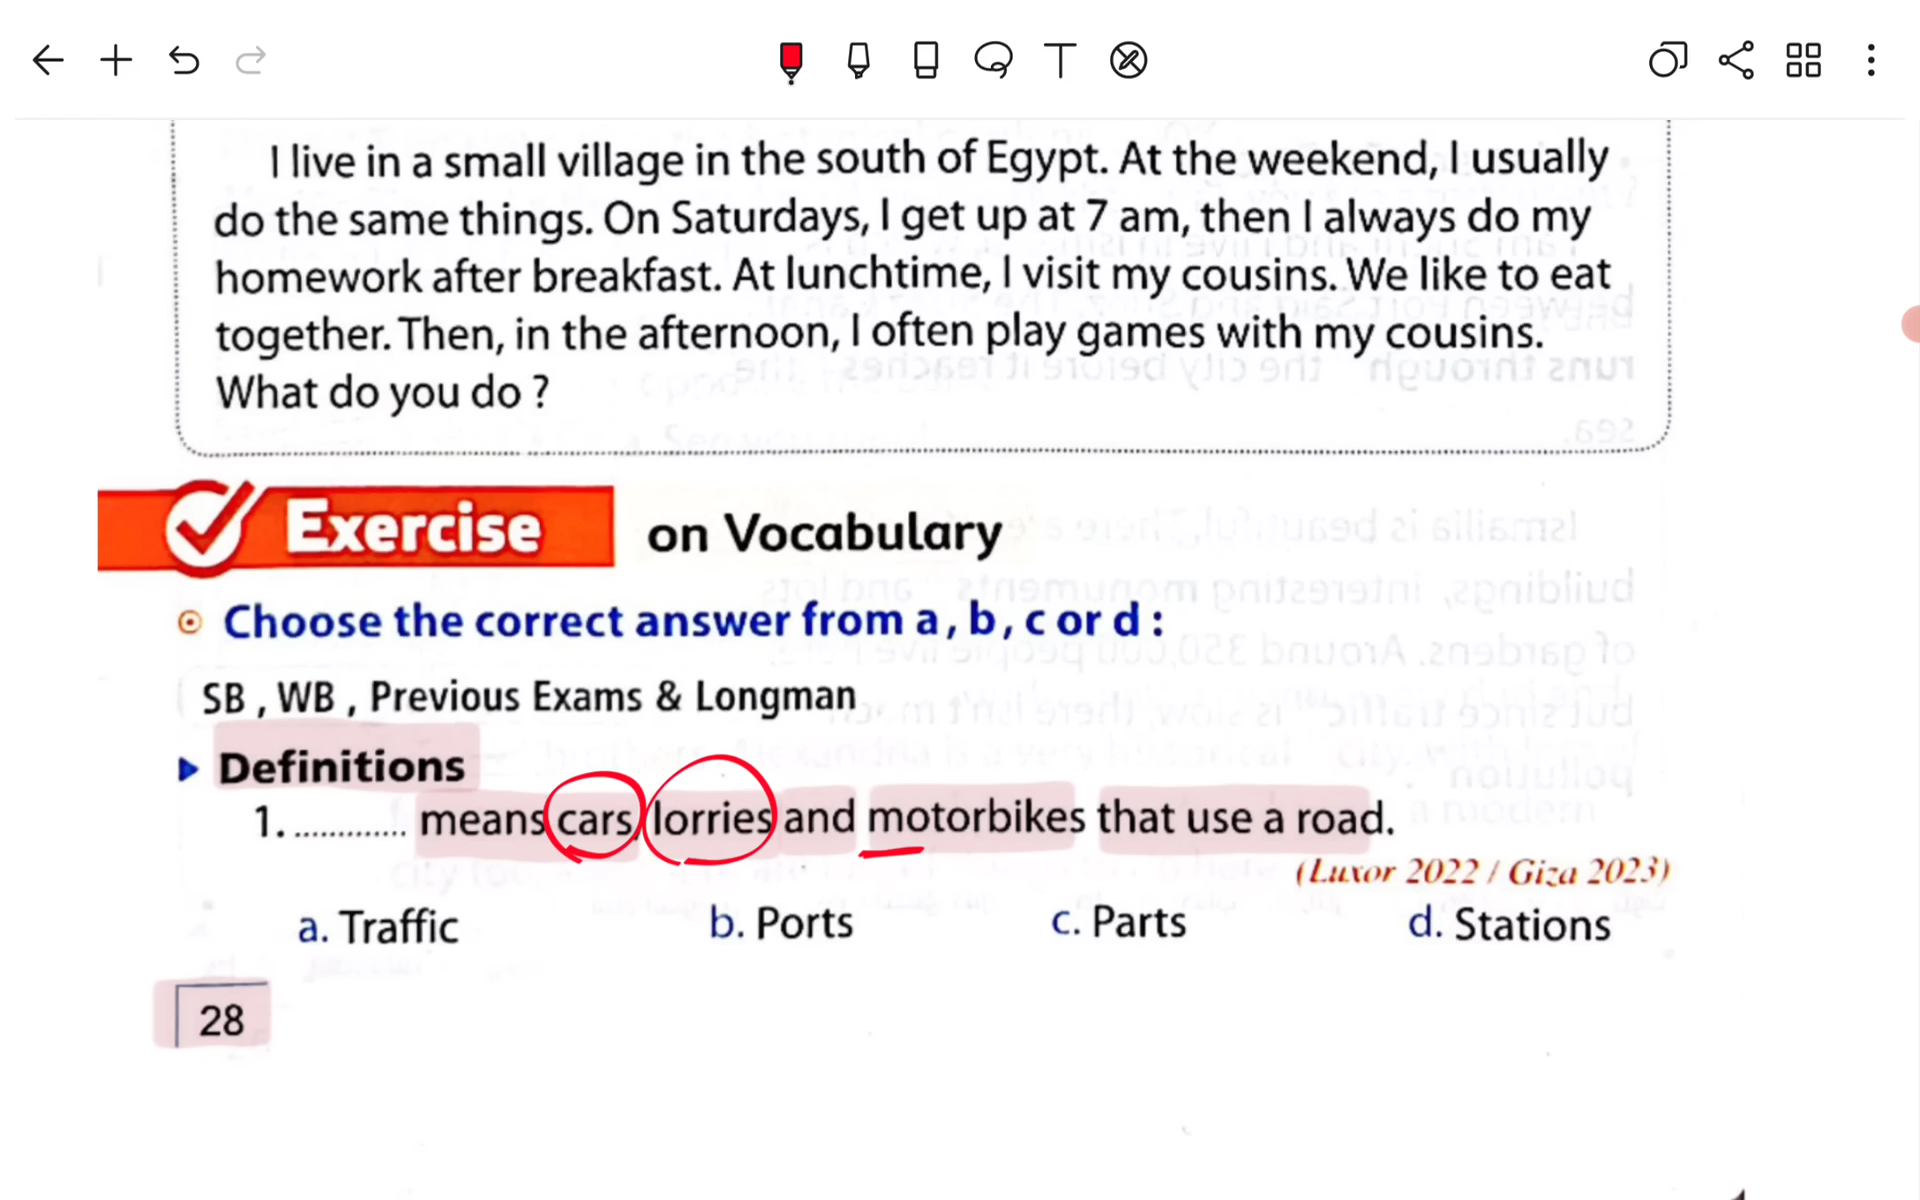 I live in a small village in the south of Egypt. At the weekend, I usually
do the same things. On Saturdays, I get up at 7 am, then I always do my
homework after breakfast. At lunchtime, I visit my cousins. We like to eat
together. Then, in the afternoon, I often play games with my cousins.
What do you do ?
Exercise on Vocabulary
Choose the correct answer from a , b , c or d :
SB , WB , Previous Exams & Longman
Definitions
1. ............. means cars, lorries and motorbikes that use a road.
(Luxor 2022 / Giza 2023)
a. Traffic b. Ports c. Parts d. Stations
28